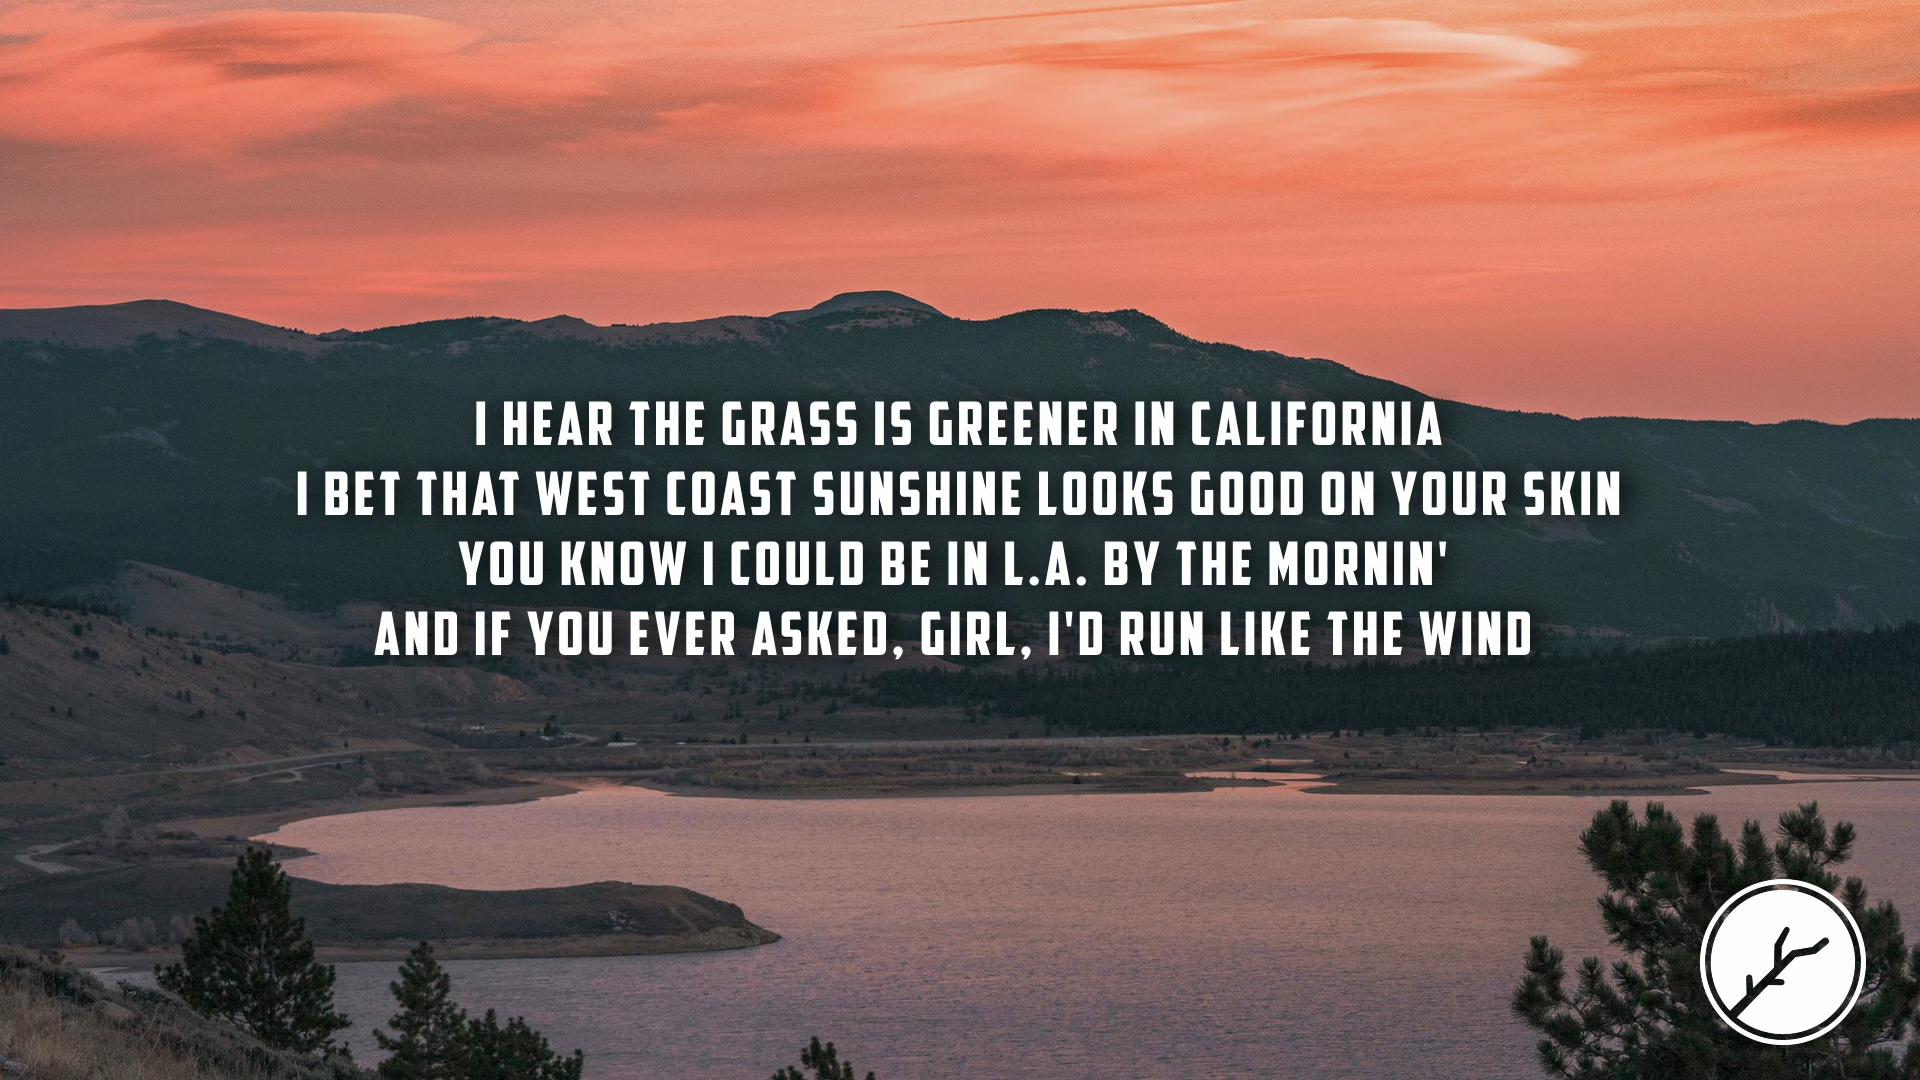 I HEAR THE GRASS IS GREENER IN CALIFORNIA
I BET THAT WEST COAST SUNSHINE LOOKS GOOD ON YOUR SKIN
YOU KNOW I COULD BE IN L.A. BY THE MORNIN'
AND IF YOU EVER ASKED, GIRL, I'D RUN LIKE THE WIND